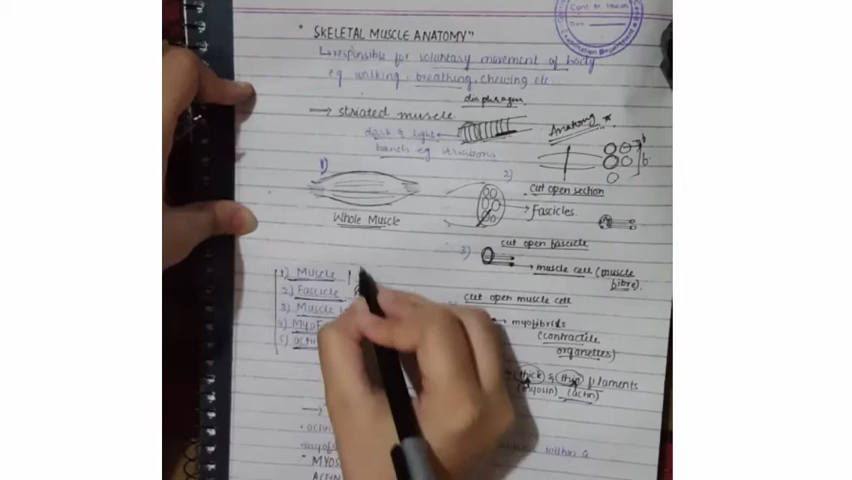 " SKELETAL MUSCLE ANATOMY"
↳ responsible for voluntary movement of body
eg walking, breathing, chewing etc
diaphragm
→ striated muscle
dark & light
bands eg striations
Anatomy *
b
b
1)
Whole Muscle
2)
cut open section
→ Fascicles.
3)
cut open fascicle
→ muscle cell (muscle
fibre).
1) Muscle
2) Fascicle
3) Muscle
4)
5)
cut open muscle cell
→ myofibrils
(contractile
organettes)
thick & thin filaments
(myosin) (actin)
→
within a